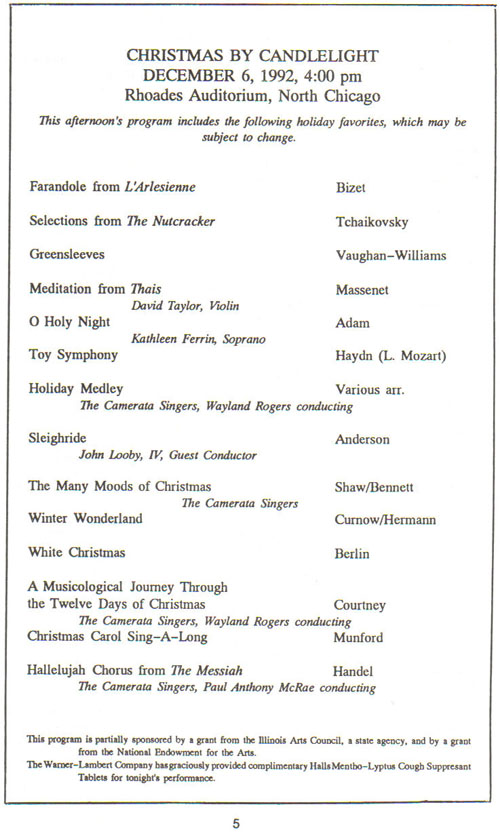 CHRISTMAS BY CANDLELIGHT
DECEMBER 6, 1992, 4:00 pm
Rhoades Auditorium, North Chicago
This afternoon's program includes the following holiday favorites, which may be
subject to change.
Farandole from L'Arlesienne Bizet
Selections from The Nutcracker Tchaikovsky
Greensleeves Vaughan-Williams
Meditation from Thais Massenet
David Taylor, Violin
O Holy Night Adam
Kathleen Ferrin, Soprano
Toy Symphony Haydn (L. Mozart)
Holiday Medley Various arr.
The Camerata Singers, Wayland Rogers conducting
Sleighride Anderson
John Looby, IV, Guest Conductor
The Many Moods of Christmas Shaw/Bennett
The Camerata Singers
Winter Wonderland Curnow/Hermann
White Christmas Berlin
A Musicological Journey Through
the Twelve Days of Christmas Courtney
The Camerata Singers, Wayland Rogers conducting
Christmas Carol Sing-A-Long Munford
Hallelujah Chorus from The Messiah Handel
The Camerata Singers, Paul Anthony McRae conducting
This program is partially sponsored by a grant from the Illinois Arts Council, a state agency, and by a grant
from the National Endowment for the Arts.
The Warner-Lambert Company has graciously provided complimentary Halls Mentho-Lyptus Cough Suppresant
Tablets for tonight's performance.
5